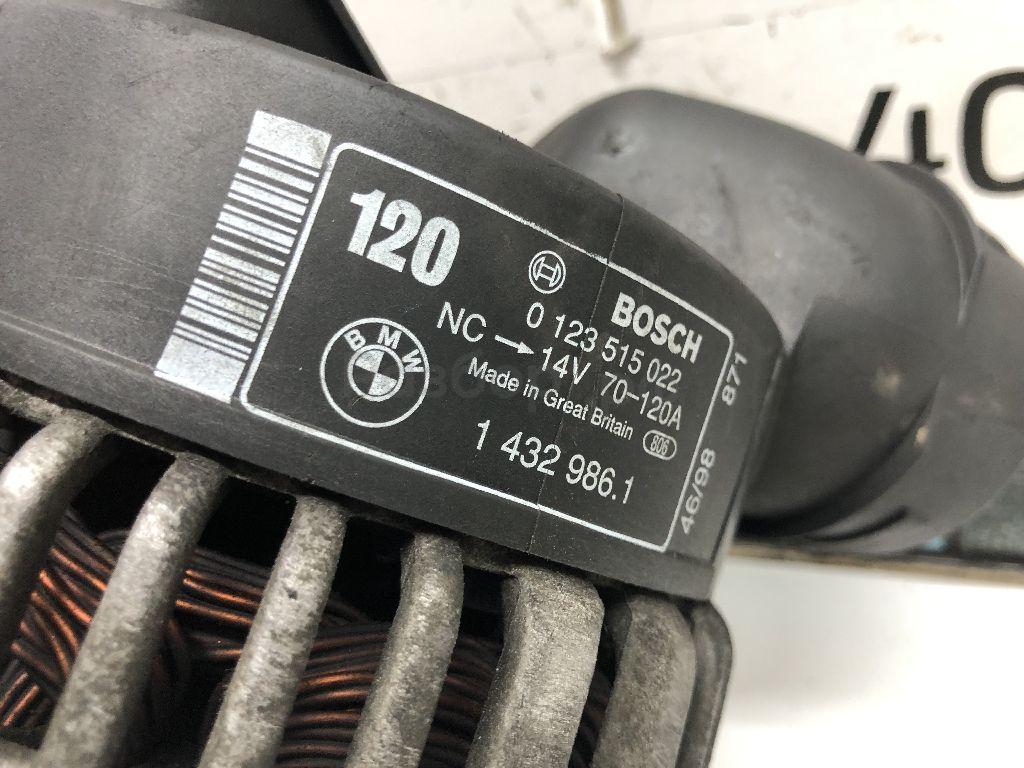 120
BOSCH
0 123 515 022
NC → 14V 70–120A
Made in Great Britain 806
1 432 986.1
BMW
46/98 871
40